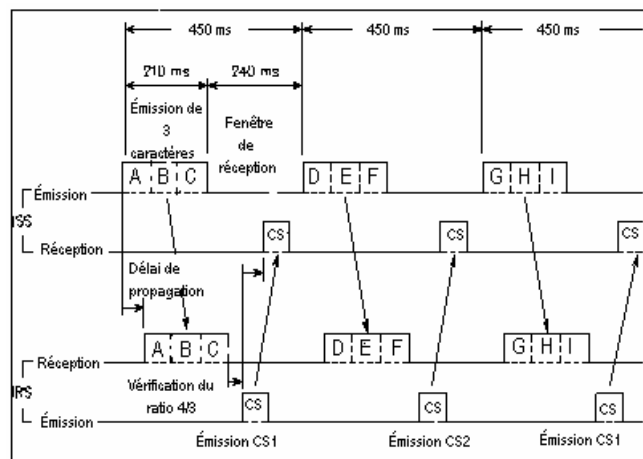 450 ms
450 ms
450 ms
210 ms
240 ms
Émission de
3
caractères
Fenêtre
de
réception
A B C
D E F
G H I
Émission
ISS
CS
CS
CS
Réception
Délai de
propagation
A B C
D E F
G H I
Réception
IRS
Vérification du
ratio 4/3
CS
CS
CS
Émission
Émission CS1
Émission CS2
Émission CS1